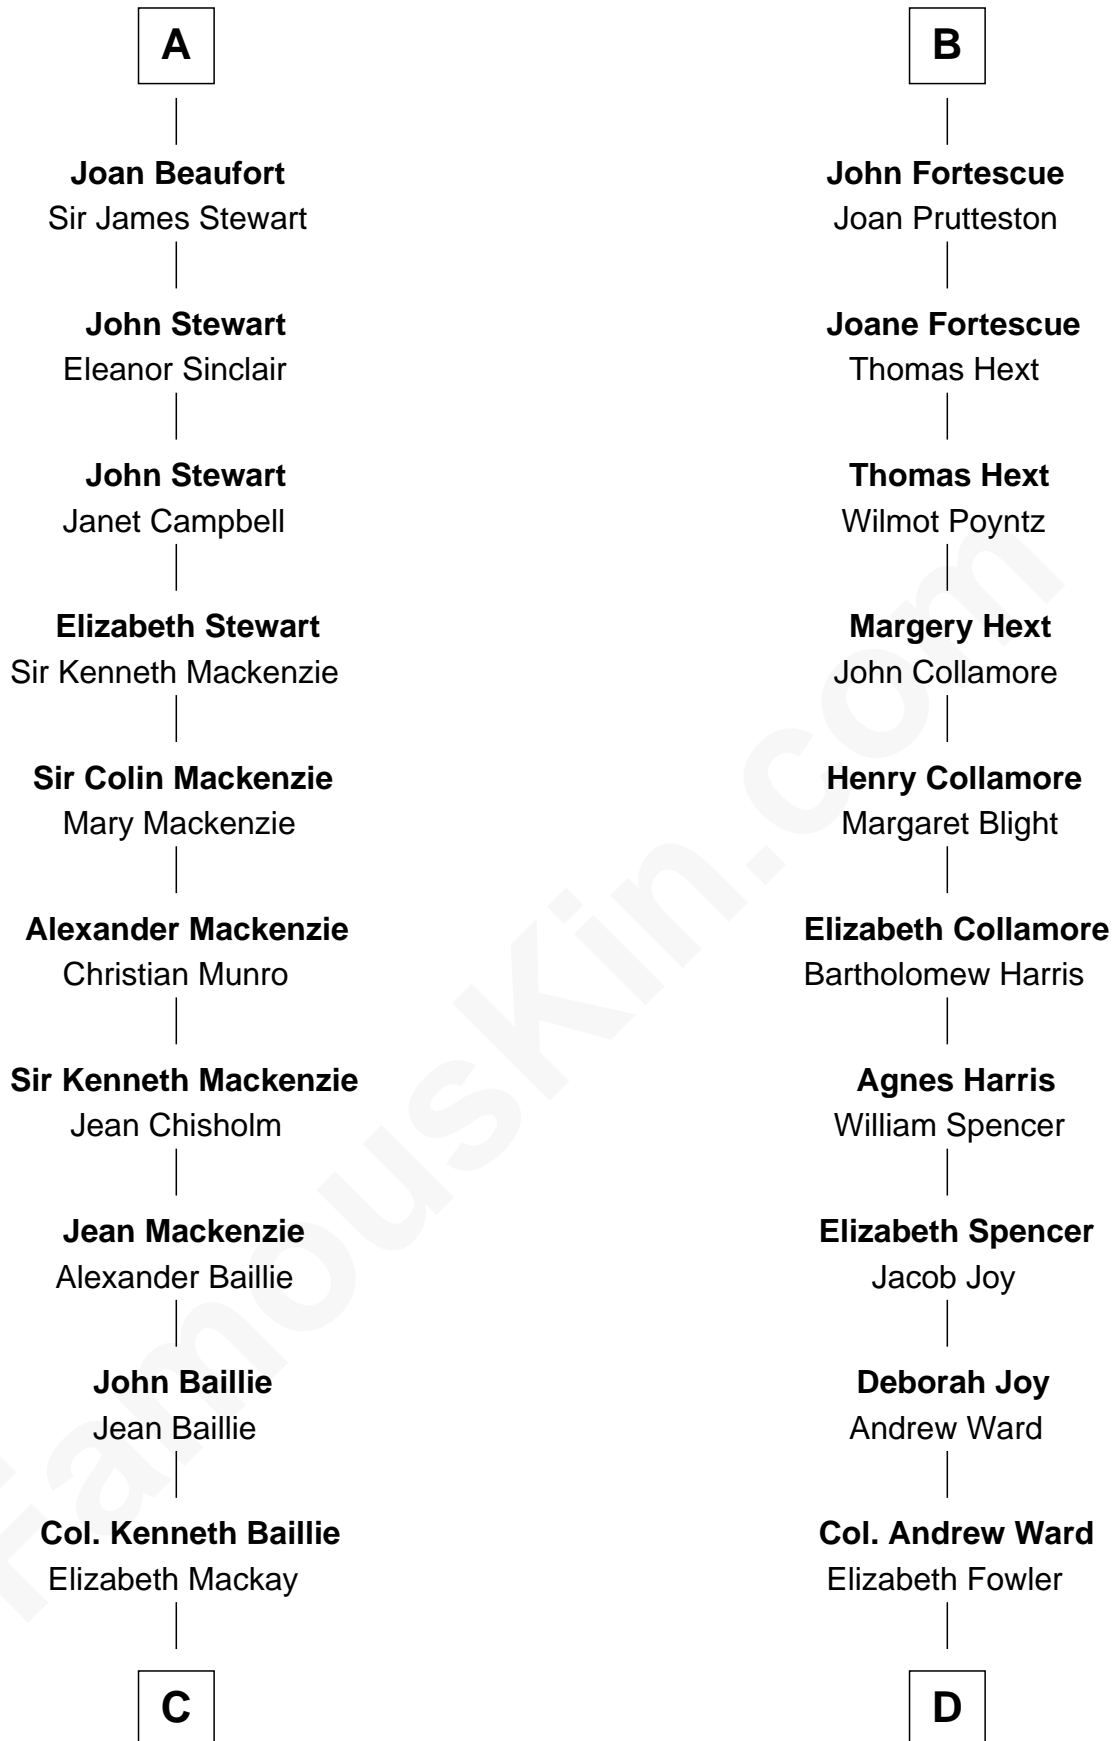 A
Joan Beaufort
Sir James Stewart
John Stewart
Eleanor Sinclair
John Stewart
Janet Campbell
Elizabeth Stewart
Sir Kenneth Mackenzie
Sir Colin Mackenzie
Mary Mackenzie
Alexander Mackenzie
Christian Munro
Sir Kenneth Mackenzie
Jean Chisholm
Jean Mackenzie
Alexander Baillie
John Baillie
Jean Baillie
Col. Kenneth Baillie
Elizabeth Mackay
C
B
John Fortescue
Joan Prutteston
Joane Fortescue
Thomas Hext
Thomas Hext
Wilmot Poyntz
Margery Hext
John Collamore
Henry Collamore
Margaret Blight
Elizabeth Collamore
Bartholomew Harris
Agnes Harris
William Spencer
Elizabeth Spencer
Jacob Joy
Deborah Joy
Andrew Ward
Col. Andrew Ward
Elizabeth Fowler
D
FamousKin.com